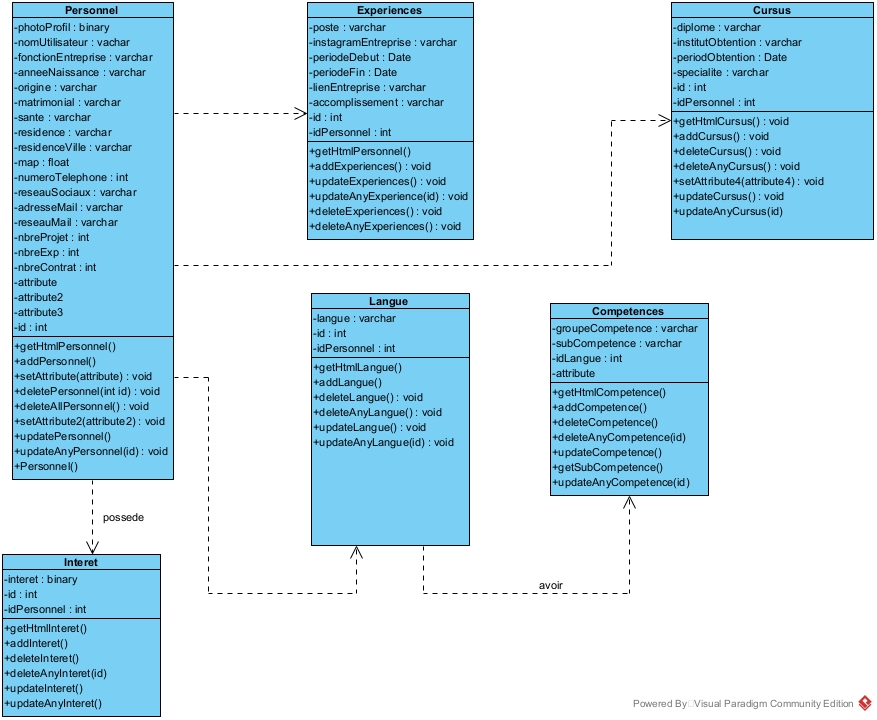 Personnel
-photoProfil : binary
-nomUtilisateur : vachar
-fonctionEntreprise : varchar
-anneeNaissance : varchar
-origine : varchar
-matrimonial : varchar
-sante : varchar
-residence : varchar
-residenceVille : varchar
-map : float
-numeroTelephone : int
-reseauSociaux : varchar
-adresseMail : varchar
-reseauMail : varchar
-nbreProjet : int
-nbreExp : int
-nbreContrat : int
-attribute
-attribute2
-attribute3
-id : int
+getHtmlPersonnel()
+addPersonnel()
+setAttribute(attribute) : void
+deletePersonnel(int id) : void
+deleteAllPersonnel() : void
+setAttribute2(attribute2) : void
+updatePersonnel()
+updateAnyPersonnel(id) : void
+Personnel()
Experiences
-poste : varchar
-instagramEntreprise : varchar
-periodeDebut : Date
-periodeFin : Date
-lienEntreprise : varchar
-accomplissement : varchar
-id : int
-idPersonnel : int
+getHtmlPersonnel()
+addExperiences() : void
+updateExperiences() : void
+updateAnyExperience(id) : void
+deleteExperiences() : void
+deleteAnyExperiences() : void
Cursus
-diplome : varchar
-institutObtention : varchar
-periodObtention : Date
-specialite : varchar
-id : int
-idPersonnel : int
+getHtmlCursus() : void
+addCursus() : void
+deleteCursus() : void
+deleteAnyCursus() : void
+setAttribute4(attribute4) : void
+updateCursus() : void
+updateAnyCursus(id)
Langue
-langue : varchar
-id : int
-idPersonnel : int
+getHtmlLangue()
+addLangue()
+deleteLangue() : void
+deleteAnyLangue() : void
+updateLangue() : void
+updateAnyLangue(id) : void
Competences
-groupeCompetence : varchar
-subCompetence : varchar
-idLangue : int
-attribute
+getHtmlCompetence()
+addCompetence()
+deleteCompetence()
+deleteAnyCompetence(id)
+updateCompetence()
+getSubCompetence()
+updateAnyCompetence(id)
possede
Interet
-interet : binary
-id : int
-idPersonnel : int
+getHtmlInteret()
+addInteret()
+deleteInteret()
+deleteAnyInteret(id)
+updateInteret()
+updateAnyInteret()
avoir
Powered By Visual Paradigm Community Edition